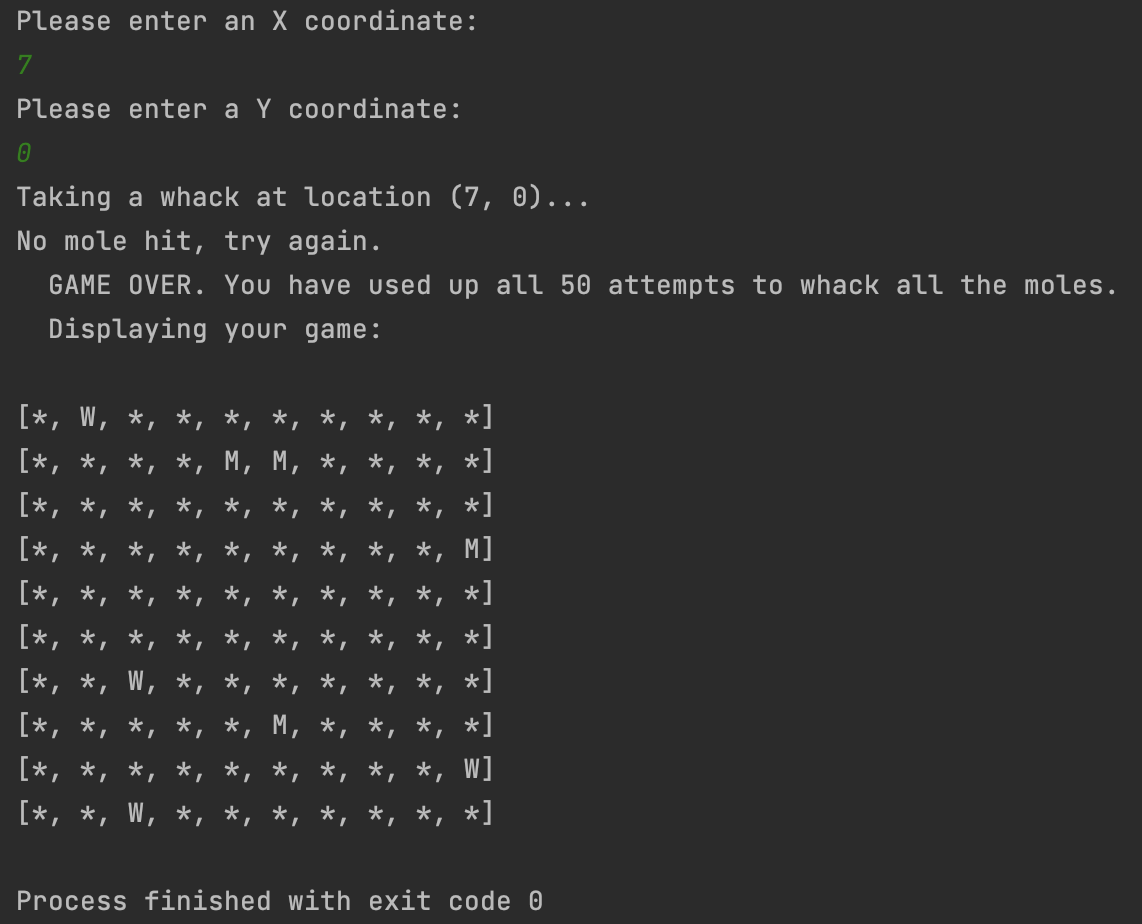 Please enter an X coordinate:
7
Please enter a Y coordinate:
0
Taking a whack at location (7, 0)...
No mole hit, try again.
  GAME OVER. You have used up all 50 attempts to whack all the moles.
  Displaying your game:

[*, W, *, *, *, *, *, *, *, *]
[*, *, *, *, M, M, *, *, *, *]
[*, *, *, *, *, *, *, *, *, *]
[*, *, *, *, *, *, *, *, *, M]
[*, *, *, *, *, *, *, *, *, *]
[*, *, *, *, *, *, *, *, *, *]
[*, *, W, *, *, *, *, *, *, *]
[*, *, *, *, *, M, *, *, *, *]
[*, *, *, *, *, *, *, *, *, W]
[*, *, W, *, *, *, *, *, *, *]

Process finished with exit code 0